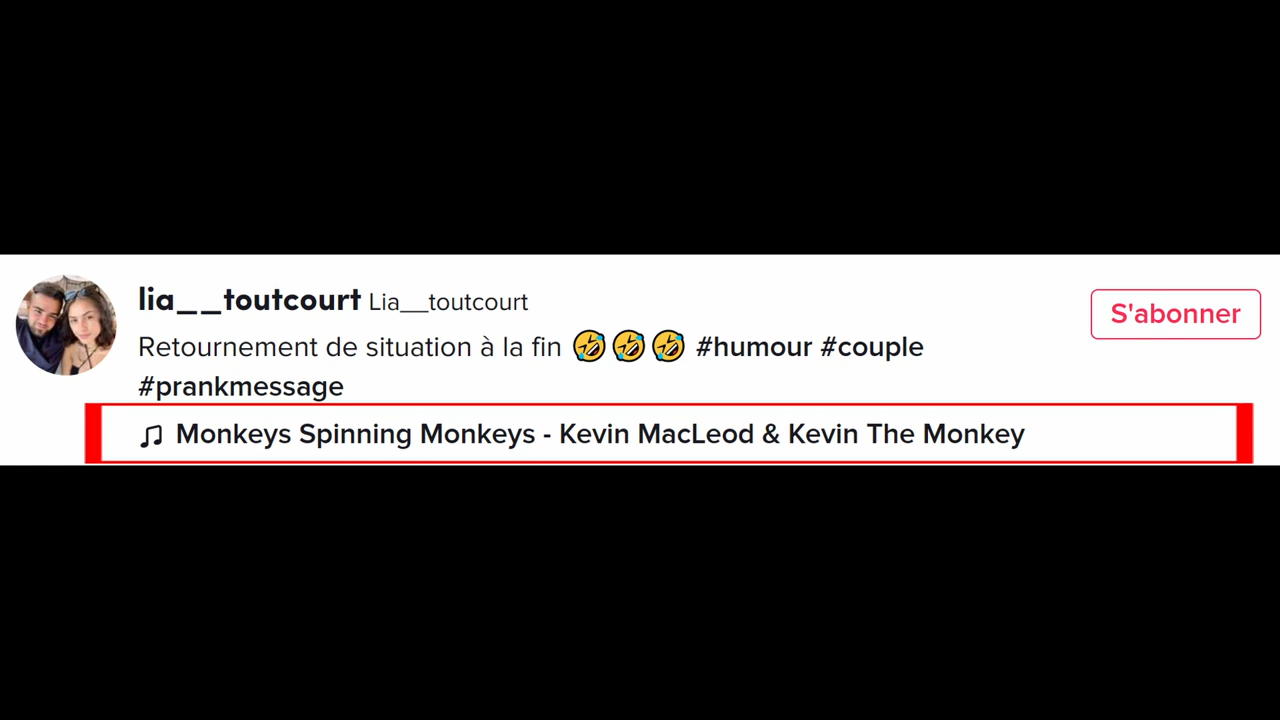 lia__toutcourt Lia__toutcourt
S'abonner
Retournement de situation à la fin 🤣🤣🤣 #humour #couple
#prankmessage
♫ Monkeys Spinning Monkeys - Kevin MacLeod & Kevin The Monkey